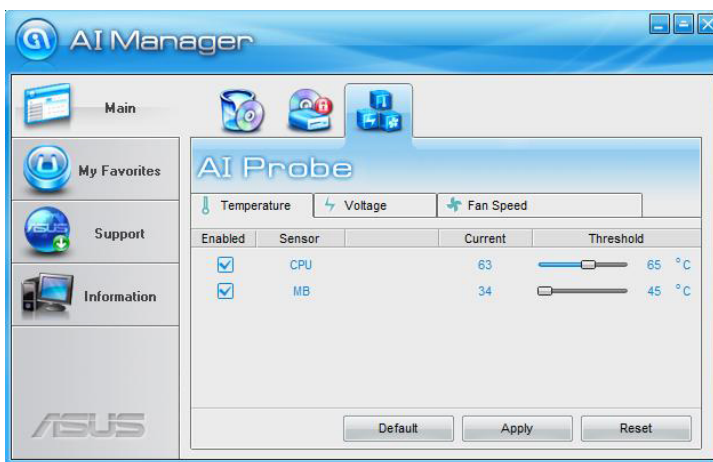 AI Manager
Main
My Favorites
Support
Information
ASUS
AI Probe
Temperature Voltage Fan Speed
Enabled Sensor Current Threshold
CPU 63 65 °C
MB 34 45 °C
Default Apply Reset